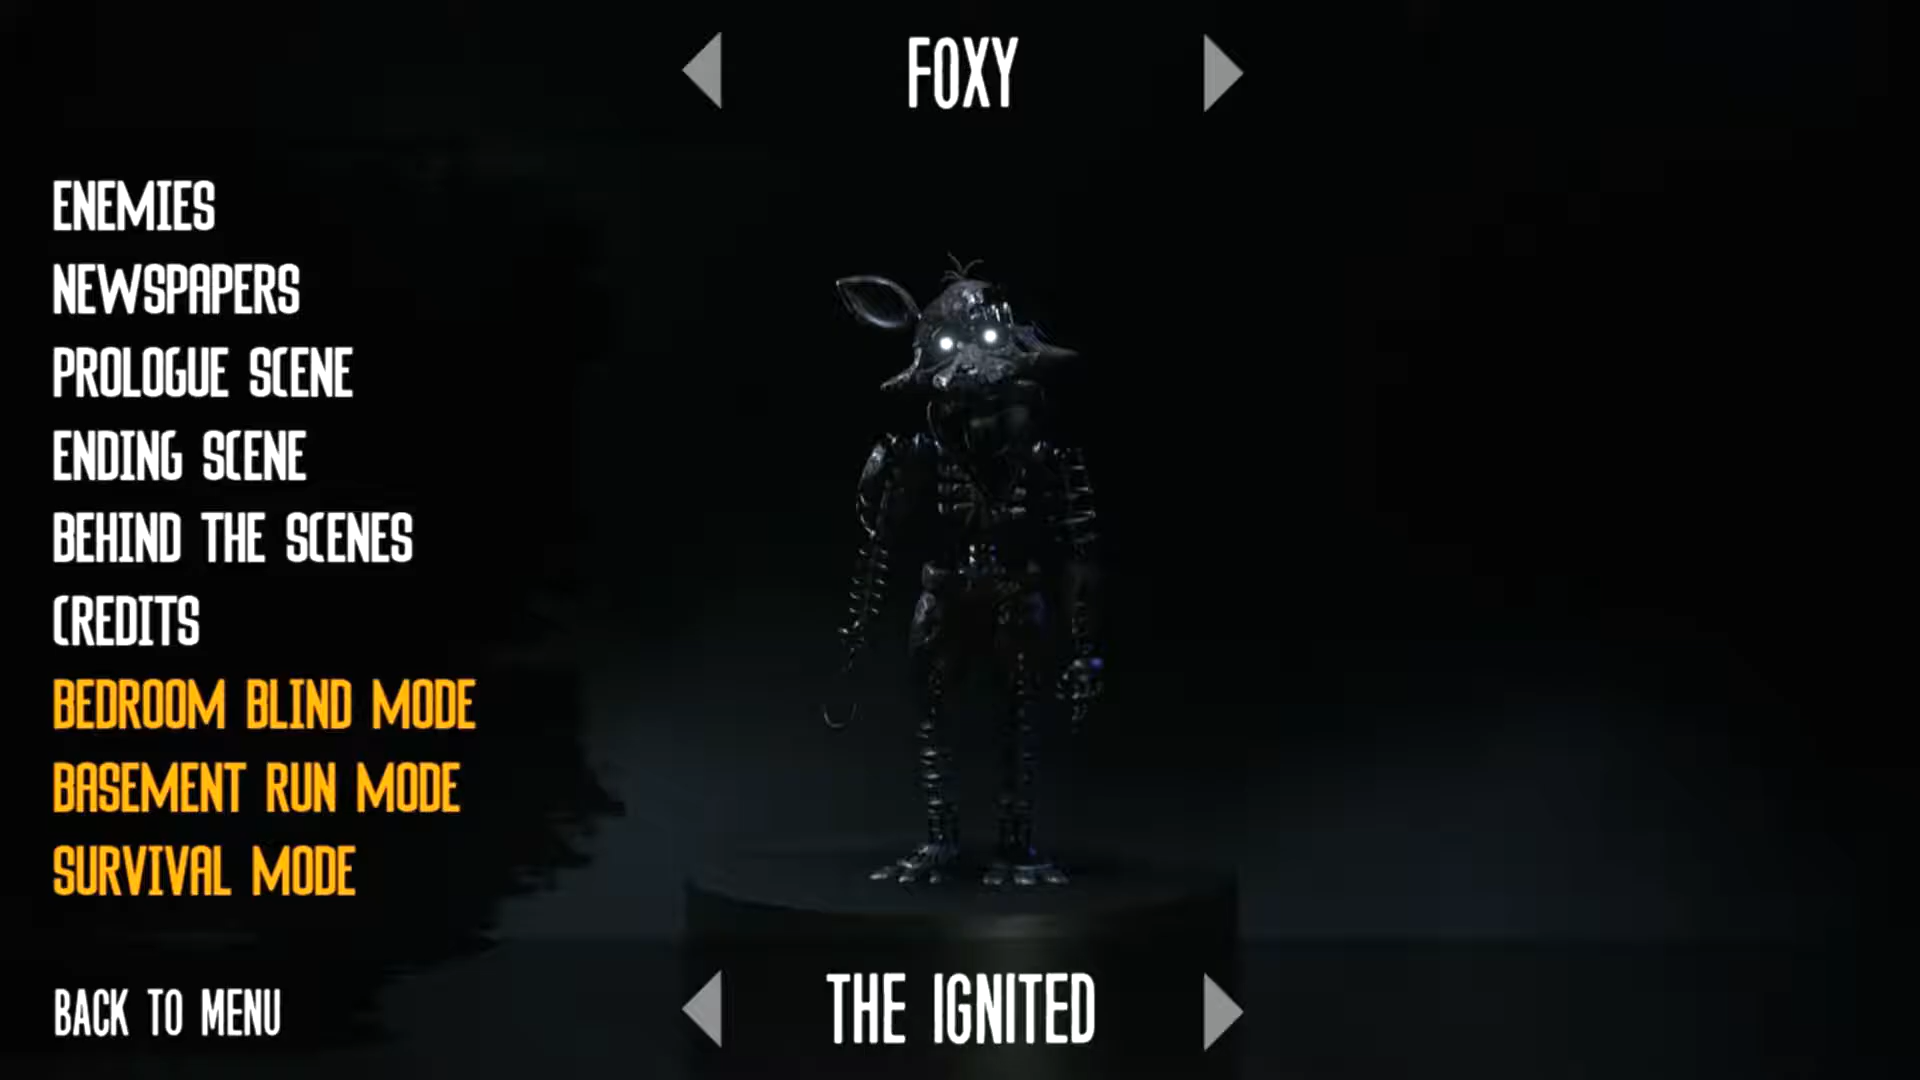 FOXY
ENEMIES
NEWSPAPERS
PROLOGUE SCENE
ENDING SCENE
BEHIND THE SCENES
CREDITS
BEDROOM BLIND MODE
BASEMENT RUN MODE
SURVIVAL MODE
BACK TO MENU
THE IGNITED